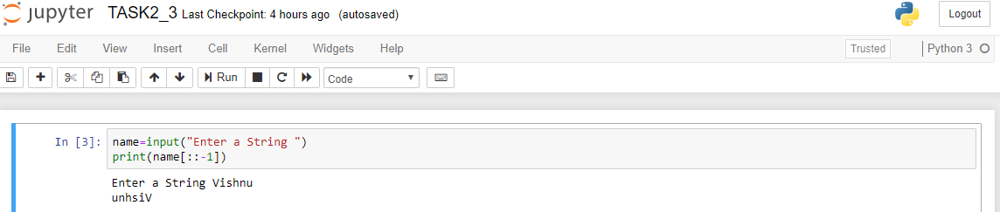 jupyter TASK2_3 Last Checkpoint: 4 hours ago (autosaved) Logout
File Edit View Insert Cell Kernel Widgets Help Trusted Python 3
Run Code
In [3]: name=input("Enter a String ")
print(name[::-1])
Enter a String Vishnu
unhsiV